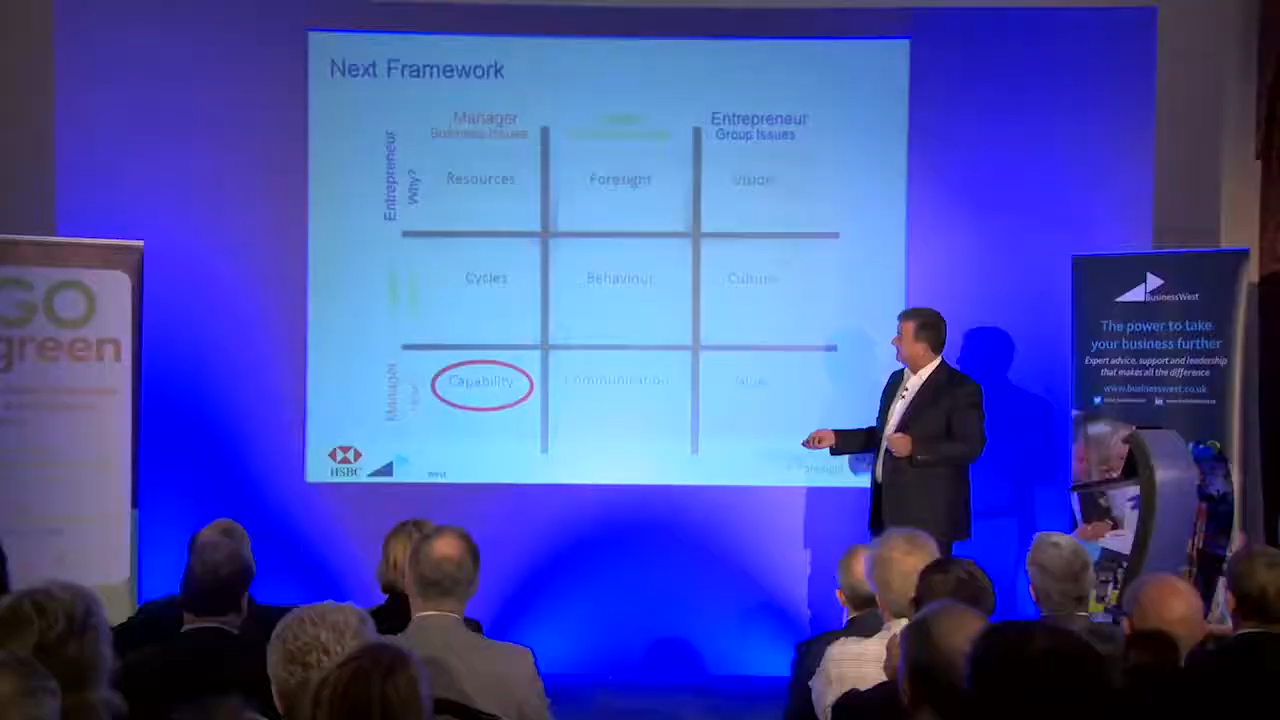 Next Framework
Manager
Business Issues
Entrepreneur
Group Issues
Entrepreneur
Why?
Resources
Foresight
Vision
Cycles
Behaviour
Culture
Manager
Capability
Communication
Value
HSBC
west
Foresight
GO
green
BusinessWest
The power to take
your business further
Expert advice, support and leadership
that makes all the difference
www.businesswest.co.uk